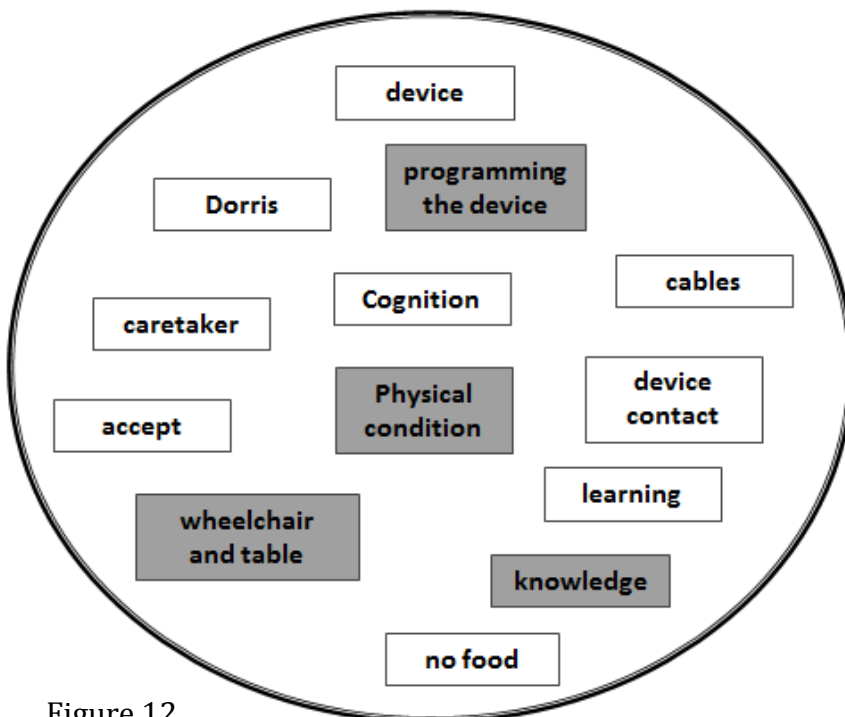 device
programming
the device
Dorris
cables
Cognition
caretaker
device
contact
Physical
condition
accept
learning
wheelchair
and table
knowledge
no food
Figure 12